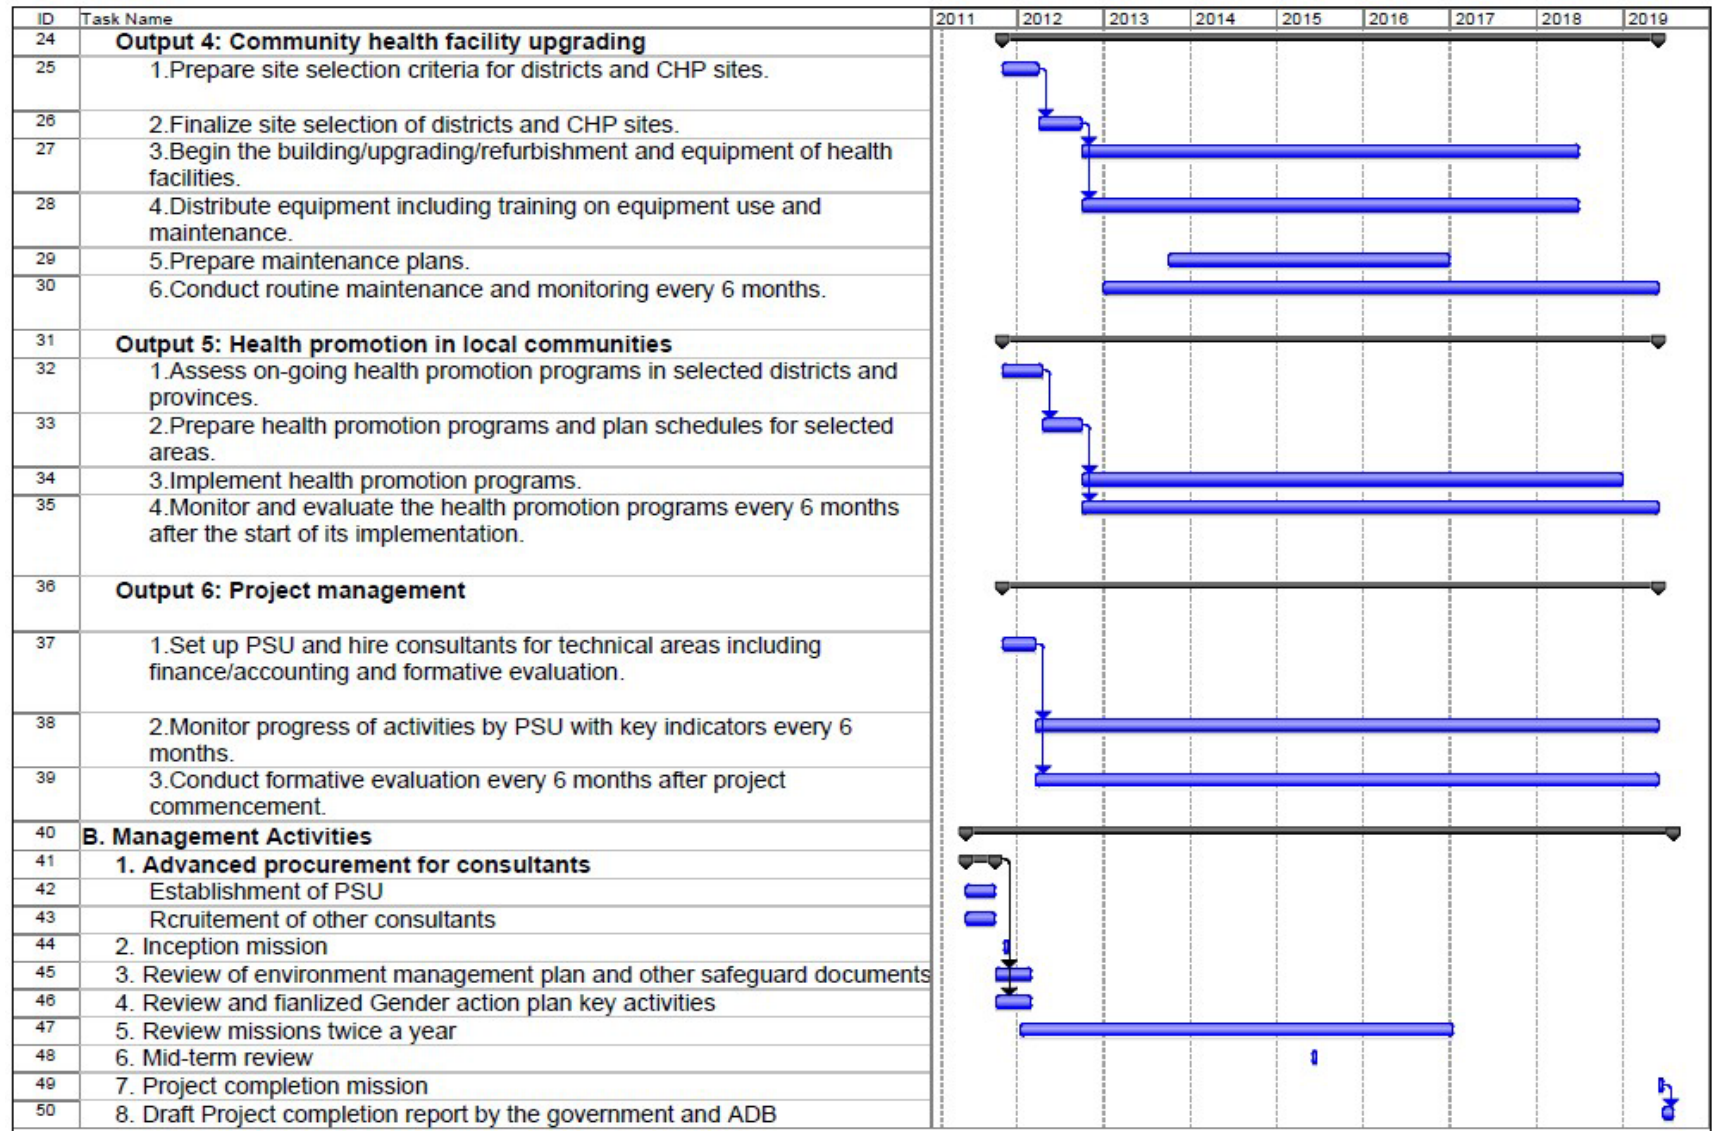 ID Task Name 2011 2012 2013 2014 2015 2016 2017 2018 2019
24 Output 4: Community health facility upgrading
25 1.Prepare site selection criteria for districts and CHP sites.
26 2.Finalize site selection of districts and CHP sites.
27 3.Begin the building/upgrading/refurbishment and equipment of health
facilities.
28 4.Distribute equipment including training on equipment use and
maintenance.
29 5.Prepare maintenance plans.
30 6.Conduct routine maintenance and monitoring every 6 months.
31 Output 5: Health promotion in local communities
32 1.Assess on-going health promotion programs in selected districts and
provinces.
33 2.Prepare health promotion programs and plan schedules for selected
areas.
34 3.Implement health promotion programs.
35 4.Monitor and evaluate the health promotion programs every 6 months
after the start of its implementation.
36 Output 6: Project management
37 1.Set up PSU and hire consultants for technical areas including
finance/accounting and formative evaluation.
38 2.Monitor progress of activities by PSU with key indicators every 6
months.
39 3.Conduct formative evaluation every 6 months after project
commencement.
40 B. Management Activities
41 1. Advanced procurement for consultants
42 Establishment of PSU
43 Rcruitement of other consultants
44 2. Inception mission
45 3. Review of environment management plan and other safeguard documents
46 4. Review and fianlized Gender action plan key activities
47 5. Review missions twice a year
48 6. Mid-term review
49 7. Project completion mission
50 8. Draft Project completion report by the government and ADB